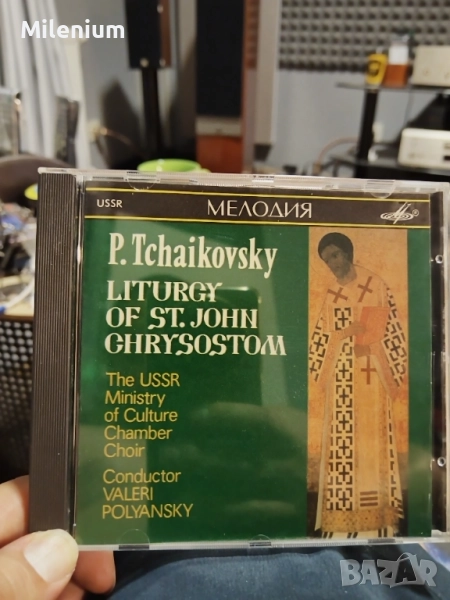 Milenium
USSR
МЕЛОДИЯ
P. Tchaikovsky
LITURGY
OF ST. JOHN
CHRYSOSTOM
The USSR
Ministry
of Culture
Chamber
Choir
Conductor
VALERI
POLYANSKY
BAZAR